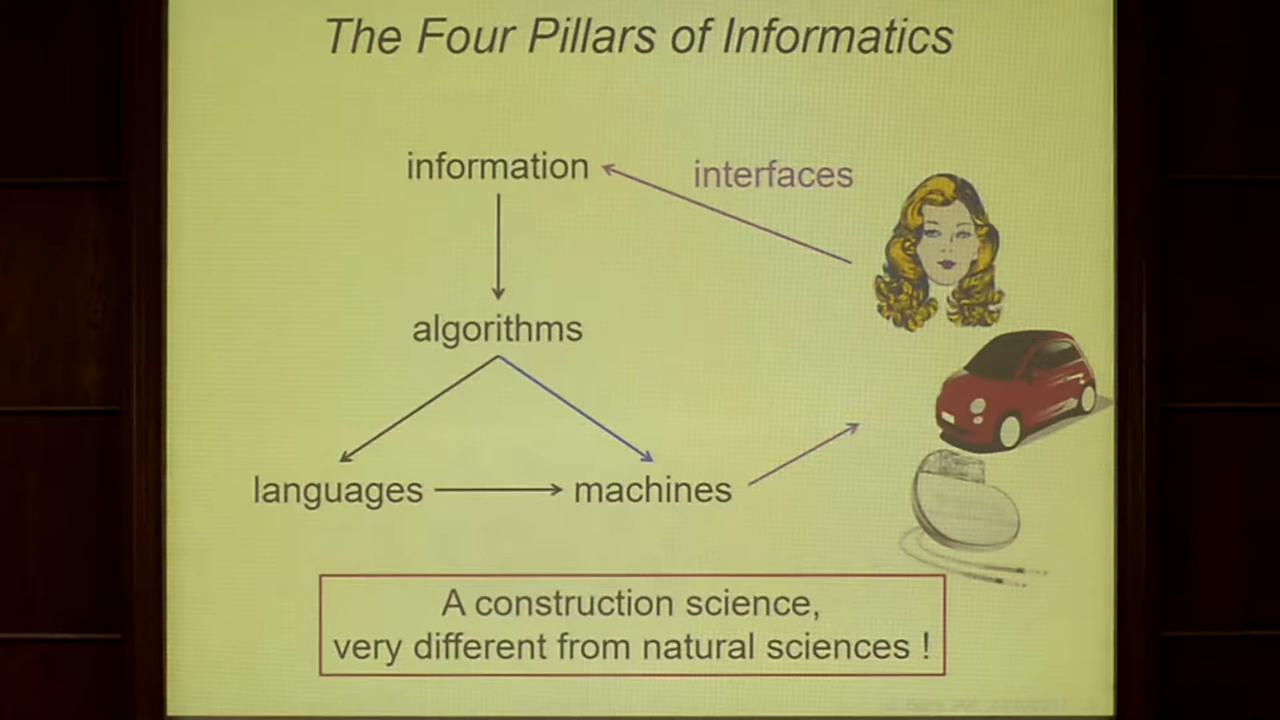 The Four Pillars of Informatics
information
interfaces
algorithms
languages
machines
A construction science,
very different from natural sciences !